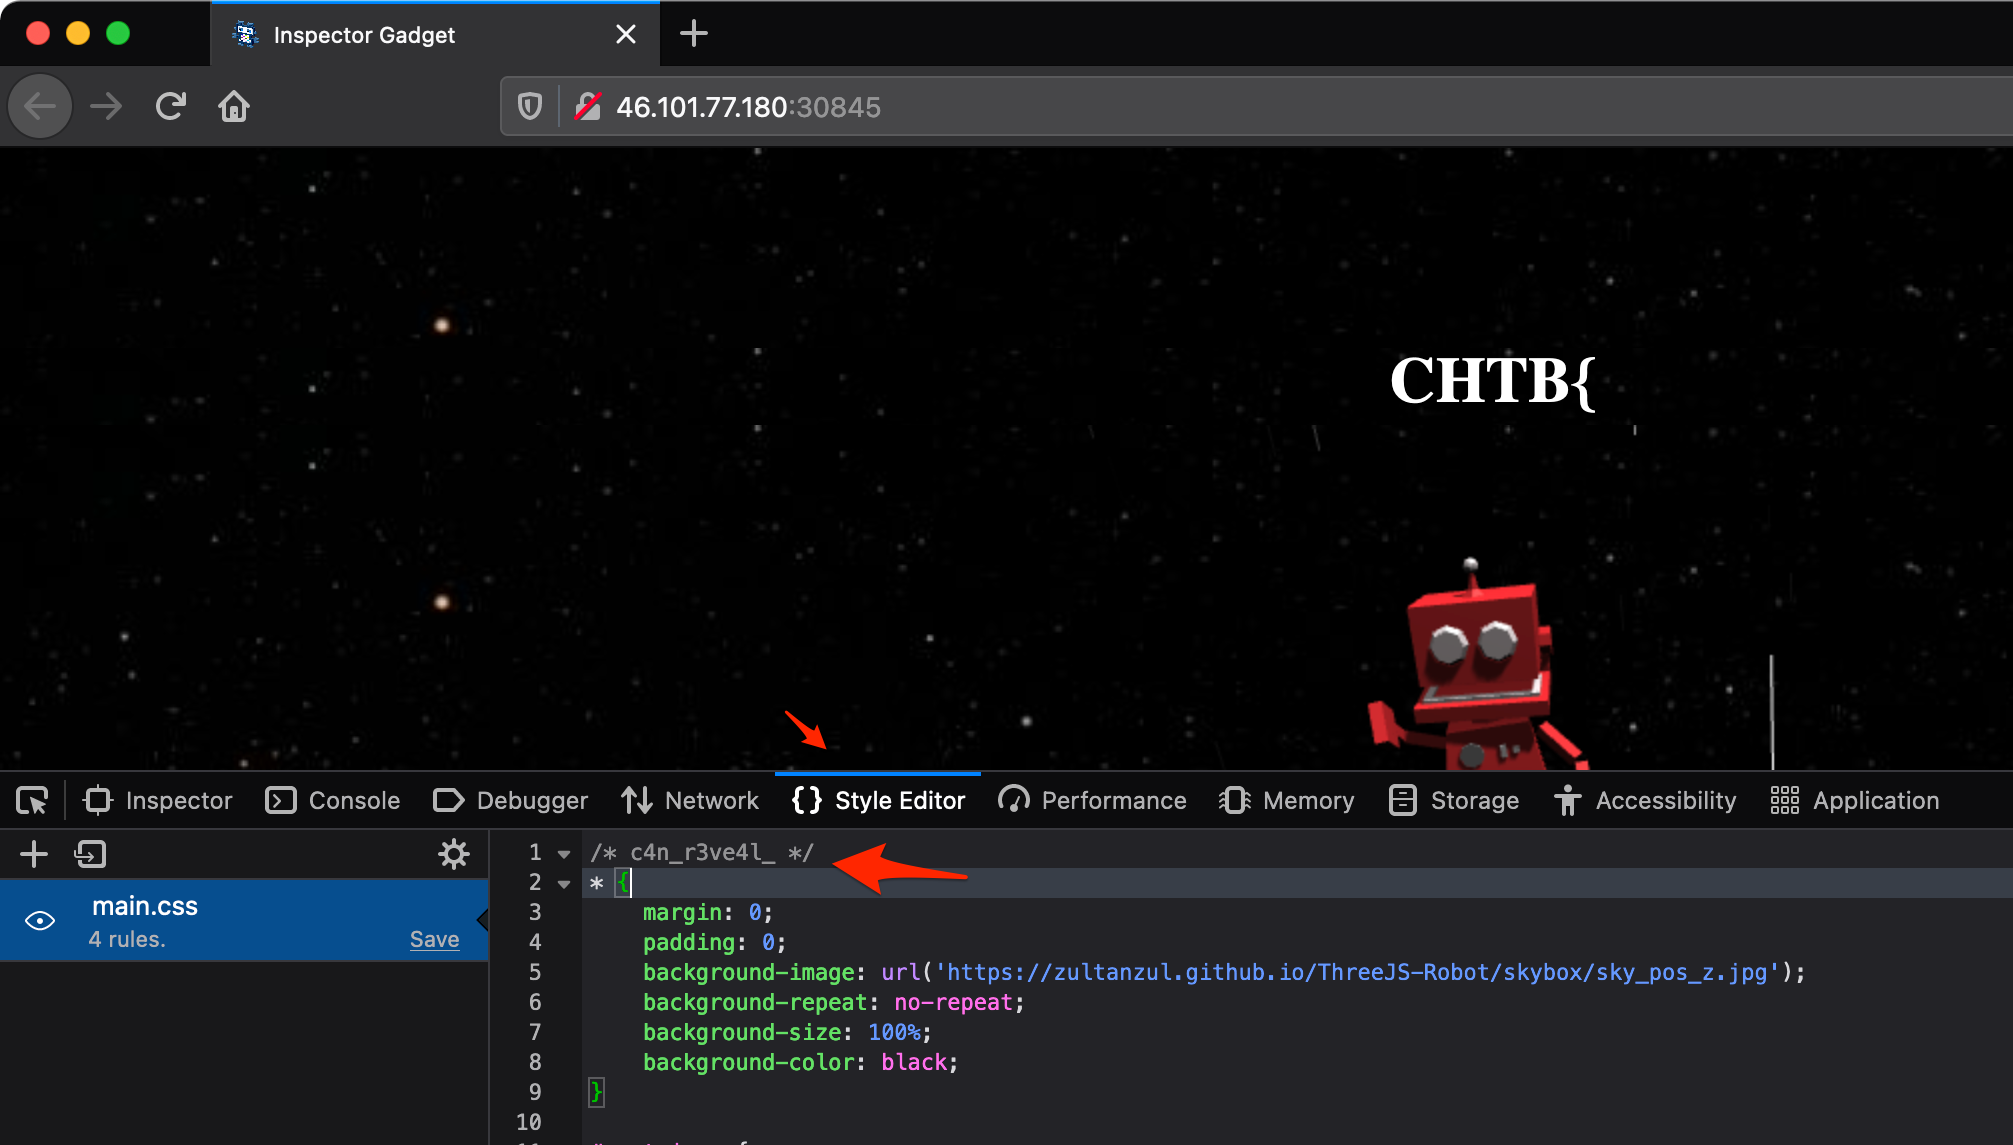 Inspector Gadget
46.101.77.180:30845
CHTB{
Inspector Console Debugger Network Style Editor Performance Memory Storage Accessibility Application
main.css
4 rules. Save
1 /* c4n_r3ve4l_ */
2 * {
3 margin: 0;
4 padding: 0;
5 background-image: url('https://zultanzul.github.io/ThreeJS-Robot/skybox/sky_pos_z.jpg');
6 background-repeat: no-repeat;
7 background-size: 100%;
8 background-color: black;
9 }
10